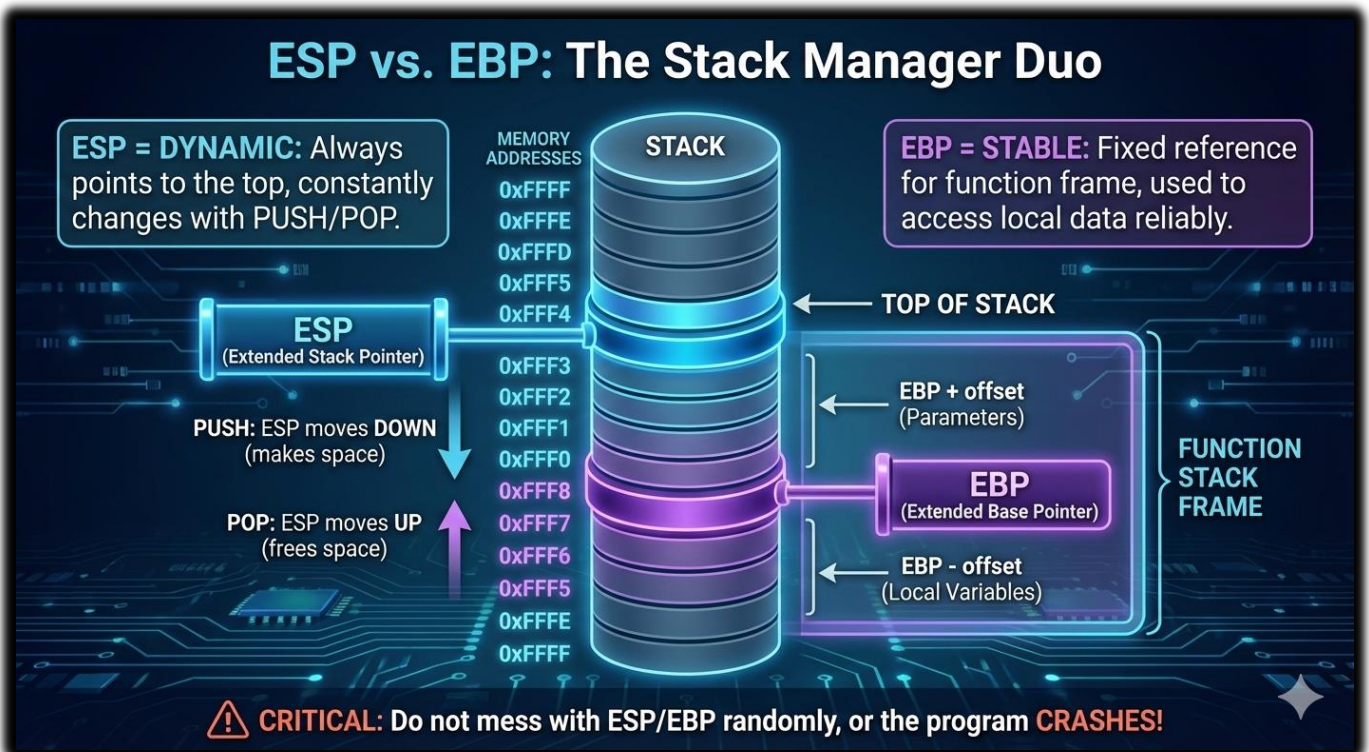 ESP vs. EBP: The Stack Manager Duo
ESP = DYNAMIC: Always
points to the top, constantly
changes with PUSH/POP.
MEMORY
ADDRESSES
STACK
EBP = STABLE: Fixed reference
for function frame, used to
access local data reliably.
0xFFFF
0xFFFE
0xFFFD
0xFFF5
0xFFF4
TOP OF STACK
ESP
(Extended Stack Pointer)
0xFFF3
0xFFF2
0xFFF1
0xFFF0
0xFFF8
0xFFF7
0xFFF6
0xFFF5
0xFFFE
0xFFFF
PUSH: ESP moves DOWN
(makes space)
POP: ESP moves UP
(frees space)
EBP + offset
(Parameters)
EBP
(Extended Base Pointer)
EBP - offset
(Local Variables)
FUNCTION
STACK
FRAME
CRITICAL: Do not mess with ESP/EBP randomly, or the program CRASHES!